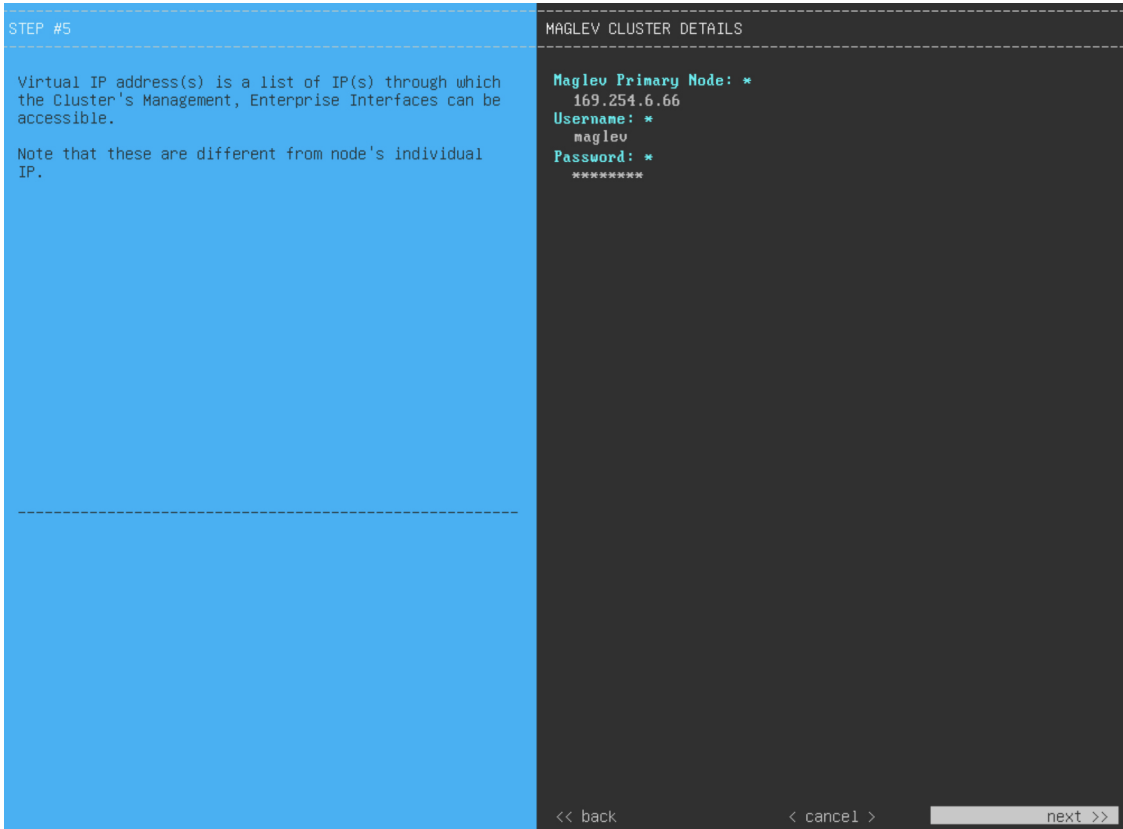 STEP #5
Virtual IP address(s) is a list of IP(s) through which
the Cluster's Management, Enterprise Interfaces can be
accessible.
Note that these are different from node's individual
IP.
MAGLEV CLUSTER DETAILS
Maglev Primary Node: *
169.254.6.66
Username: *
maglev
Password: *
********
<< back
< cancel >
next >>